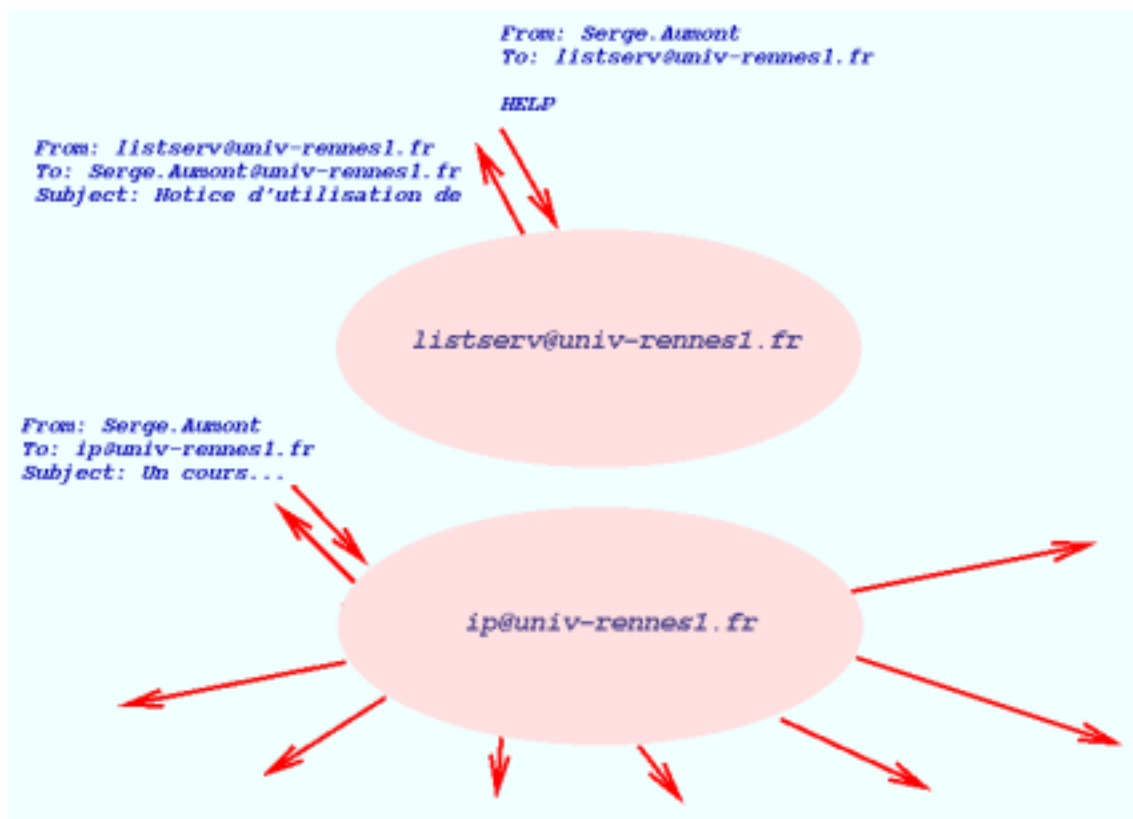 From: Serge.Aumont
To: listserv@univ-rennes1.fr
HELP
From: listserv@univ-rennes1.fr
To: Serge.Aumont@univ-rennes1.fr
Subject: Notice d'utilisation de
listserv@univ-rennes1.fr
From: Serge.Aumont
To: ip@univ-rennes1.fr
Subject: Un cours...
ip@univ-rennes1.fr